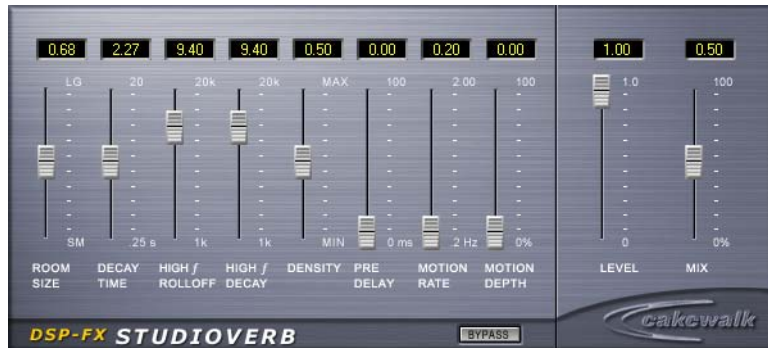 0.68 2.27 9.40 9.40 0.50 0.00 0.20 0.00 1.00 0.50
LG 20 20k 20k MAX 100 2.00 100 1.0 100
SM .25 s 1k 1k MIN 0 ms .2 Hz 0% 0 0%
ROOM SIZE
DECAY TIME
HIGH f ROLLOFF
HIGH f DECAY
DENSITY
PRE DELAY
MOTION RATE
MOTION DEPTH
LEVEL
MIX
DSP-FX STUDIOVERB
BYPASS
cakewalk